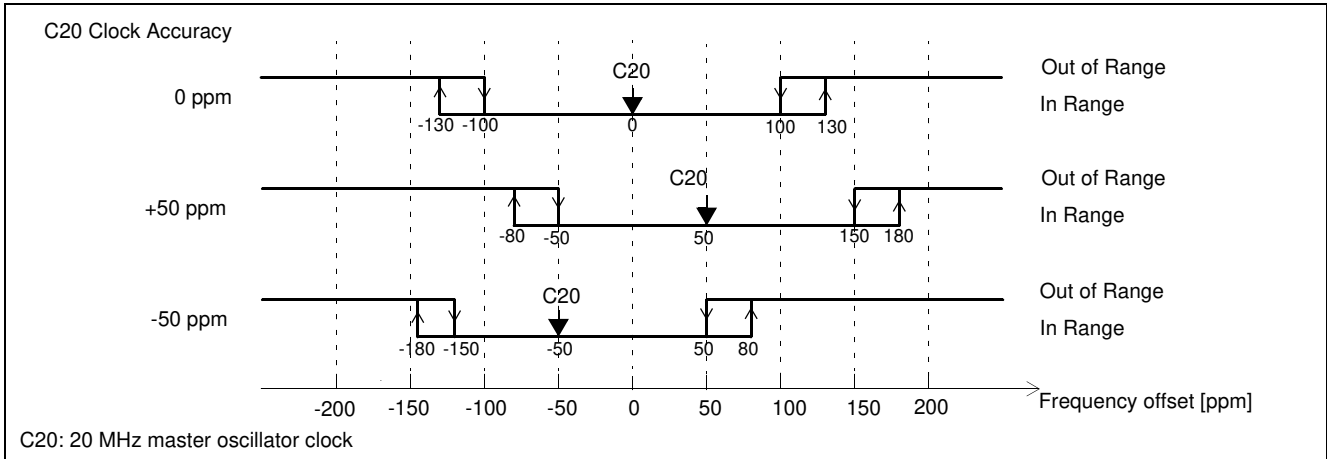 C20 Clock Accuracy
0 ppm
C20
Out of Range
In Range
-130 -100 0 100 130
+50 ppm
C20
Out of Range
In Range
-80 -50 50 150 180
-50 ppm
C20
Out of Range
In Range
-180 -150 -50 50 80
-200 -150 -100 -50 0 50 100 150 200
Frequency offset [ppm]
C20: 20 MHz master oscillator clock